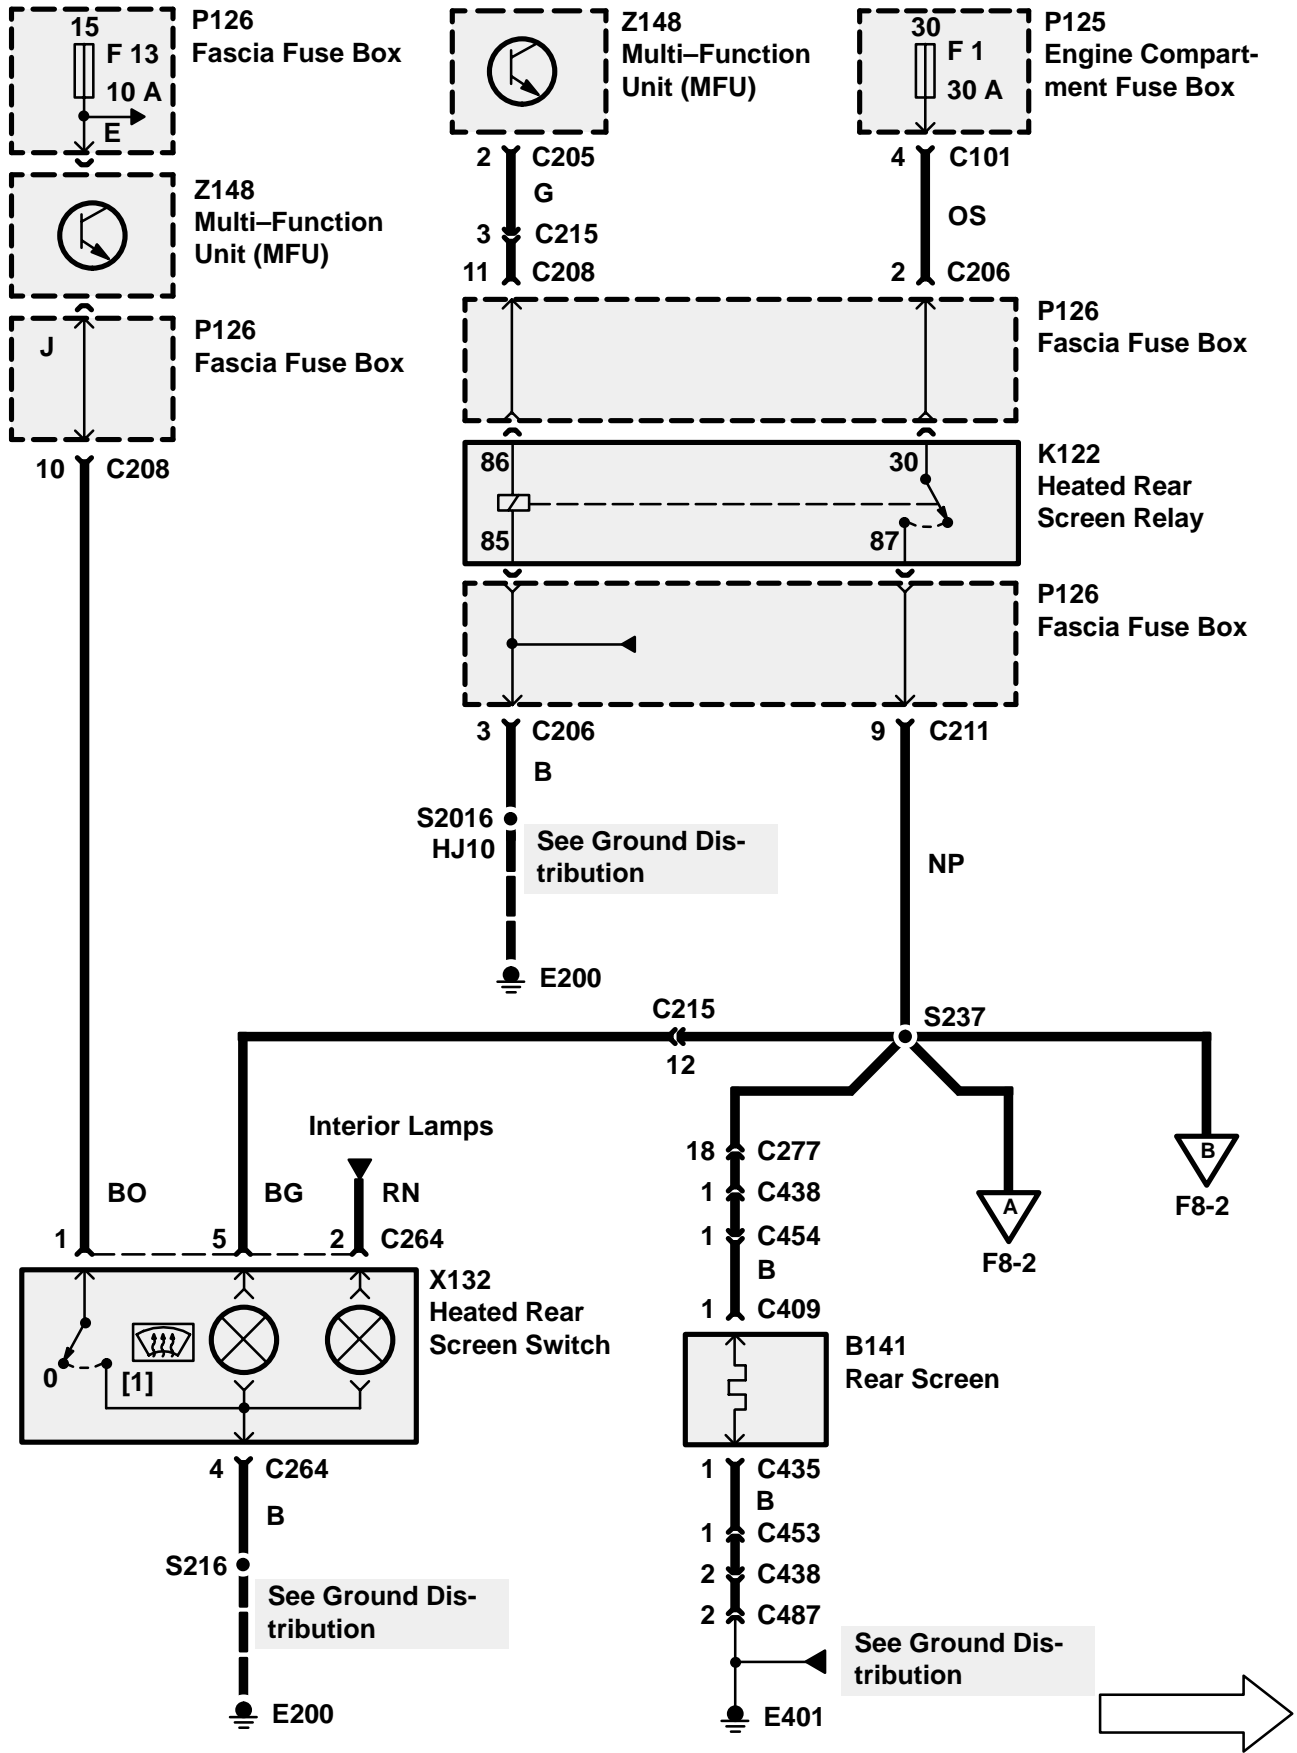 15
F 13
10 A
E
P126
Fascia Fuse Box
Z148
Multi–Function
Unit (MFU)
30
F 1
30 A
P125
Engine Compart-
ment Fuse Box
2 C205
G
3 C215
11 C208
4 C101
OS
2 C206
Z148
Multi–Function
Unit (MFU)
J
P126
Fascia Fuse Box
10 C208
P126
Fascia Fuse Box
86
85
30
87
K122
Heated Rear
Screen Relay
P126
Fascia Fuse Box
3 C206
B
S2016
HJ10
See Ground Dis-
tribution
E200
9 C211
NP
C215
12
S237
Interior Lamps
BO
BG
RN
1
5
2 C264
18 C277
1 C438
1 C454
B
1 C409
A
F8-2
B
F8-2
0
[1]
X132
Heated Rear
Screen Switch
B141
Rear Screen
4 C264
B
S216
See Ground Dis-
tribution
E200
1 C435
B
1 C453
2 C438
2 C487
See Ground Dis-
tribution
E401